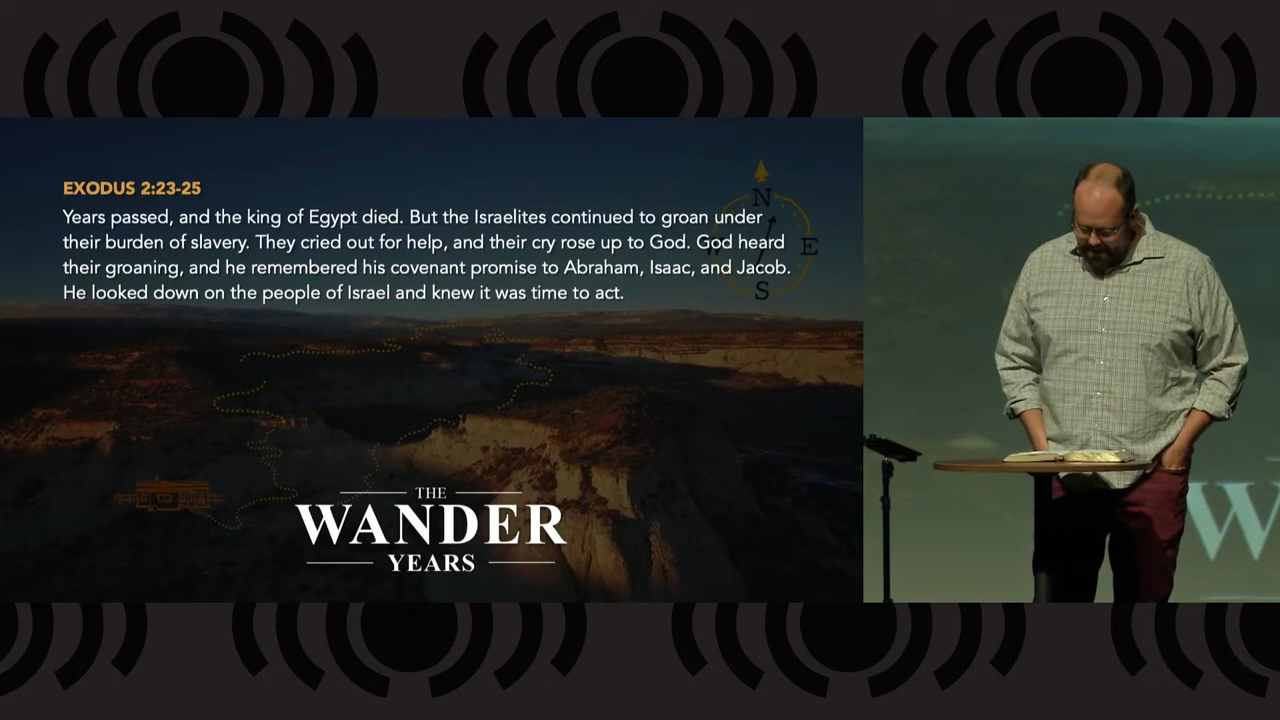 EXODUS 2:23-25
Years passed, and the king of Egypt died. But the Israelites continued to groan under
their burden of slavery. They cried out for help, and their cry rose up to God. God heard
their groaning, and he remembered his covenant promise to Abraham, Isaac, and Jacob.
He looked down on the people of Israel and knew it was time to act.
N
W E
S
THE
WANDER
YEARS
W